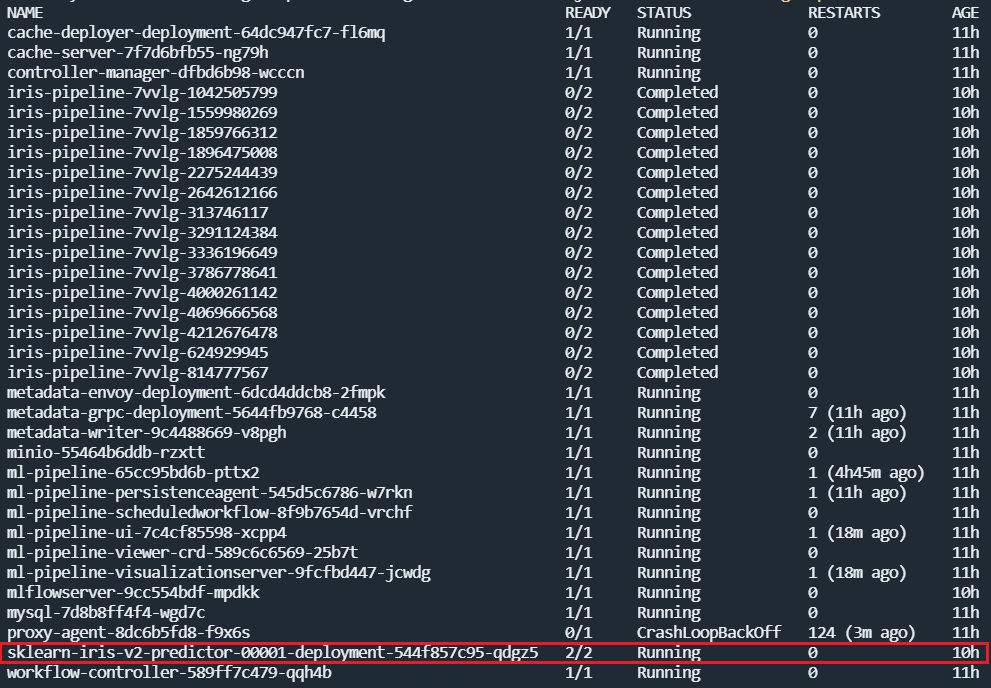 NAME READY STATUS RESTARTS AGE
cache-deployer-deployment-64dc947fc7-fl6mq 1/1 Running 0 11h
cache-server-7f7d6bfb55-ng79h 1/1 Running 0 11h
controller-manager-dfbd6b98-wcccn 1/1 Running 0 11h
iris-pipeline-7vvlg-1042505799 0/2 Completed 0 10h
iris-pipeline-7vvlg-1559980269 0/2 Completed 0 10h
iris-pipeline-7vvlg-1859766312 0/2 Completed 0 10h
iris-pipeline-7vvlg-1896475008 0/2 Completed 0 10h
iris-pipeline-7vvlg-2275244439 0/2 Completed 0 10h
iris-pipeline-7vvlg-2642612166 0/2 Completed 0 10h
iris-pipeline-7vvlg-313746117 0/2 Completed 0 10h
iris-pipeline-7vvlg-3291124384 0/2 Completed 0 10h
iris-pipeline-7vvlg-3336196649 0/2 Completed 0 10h
iris-pipeline-7vvlg-3786778641 0/2 Completed 0 10h
iris-pipeline-7vvlg-4000261142 0/2 Completed 0 10h
iris-pipeline-7vvlg-4069666568 0/2 Completed 0 10h
iris-pipeline-7vvlg-4212676478 0/2 Completed 0 10h
iris-pipeline-7vvlg-624929945 0/2 Completed 0 10h
iris-pipeline-7vvlg-814777567 0/2 Completed 0 10h
metadata-envoy-deployment-6dcd4ddcb8-2fmpk 1/1 Running 0 11h
metadata-grpc-deployment-5644fb9768-c4458 1/1 Running 7 (11h ago) 11h
metadata-writer-9c4488669-v8pgh 1/1 Running 2 (11h ago) 11h
minio-55464b6ddb-rzxtt 1/1 Running 0 11h
ml-pipeline-65cc95bd6b-pttx2 1/1 Running 1 (4h45m ago) 11h
ml-pipeline-persistenceagent-545d5c6786-w7rkn 1/1 Running 1 (11h ago) 11h
ml-pipeline-scheduledworkflow-8f9b7654d-vrchf 1/1 Running 0 11h
ml-pipeline-ui-7c4cf85598-xcpp4 1/1 Running 1 (18m ago) 11h
ml-pipeline-viewer-crd-589c6c6569-25b7t 1/1 Running 0 11h
ml-pipeline-visualizationserver-9fcfbd447-jcwdg 1/1 Running 1 (18m ago) 11h
mlflowserver-9cc554bdf-mpdkk 1/1 Running 0 10h
mysql-7d8b8ff4f4-wgd7c 1/1 Running 0 11h
proxy-agent-8dc6b5fd8-f9x6s 0/1 CrashLoopBackOff 124 (3m ago) 11h
sklearn-iris-v2-predictor-00001-deployment-544f857c95-qdgz5 2/2 Running 0 10h
workflow-controller-589ff7c479-qqh4b 1/1 Running 0 11h